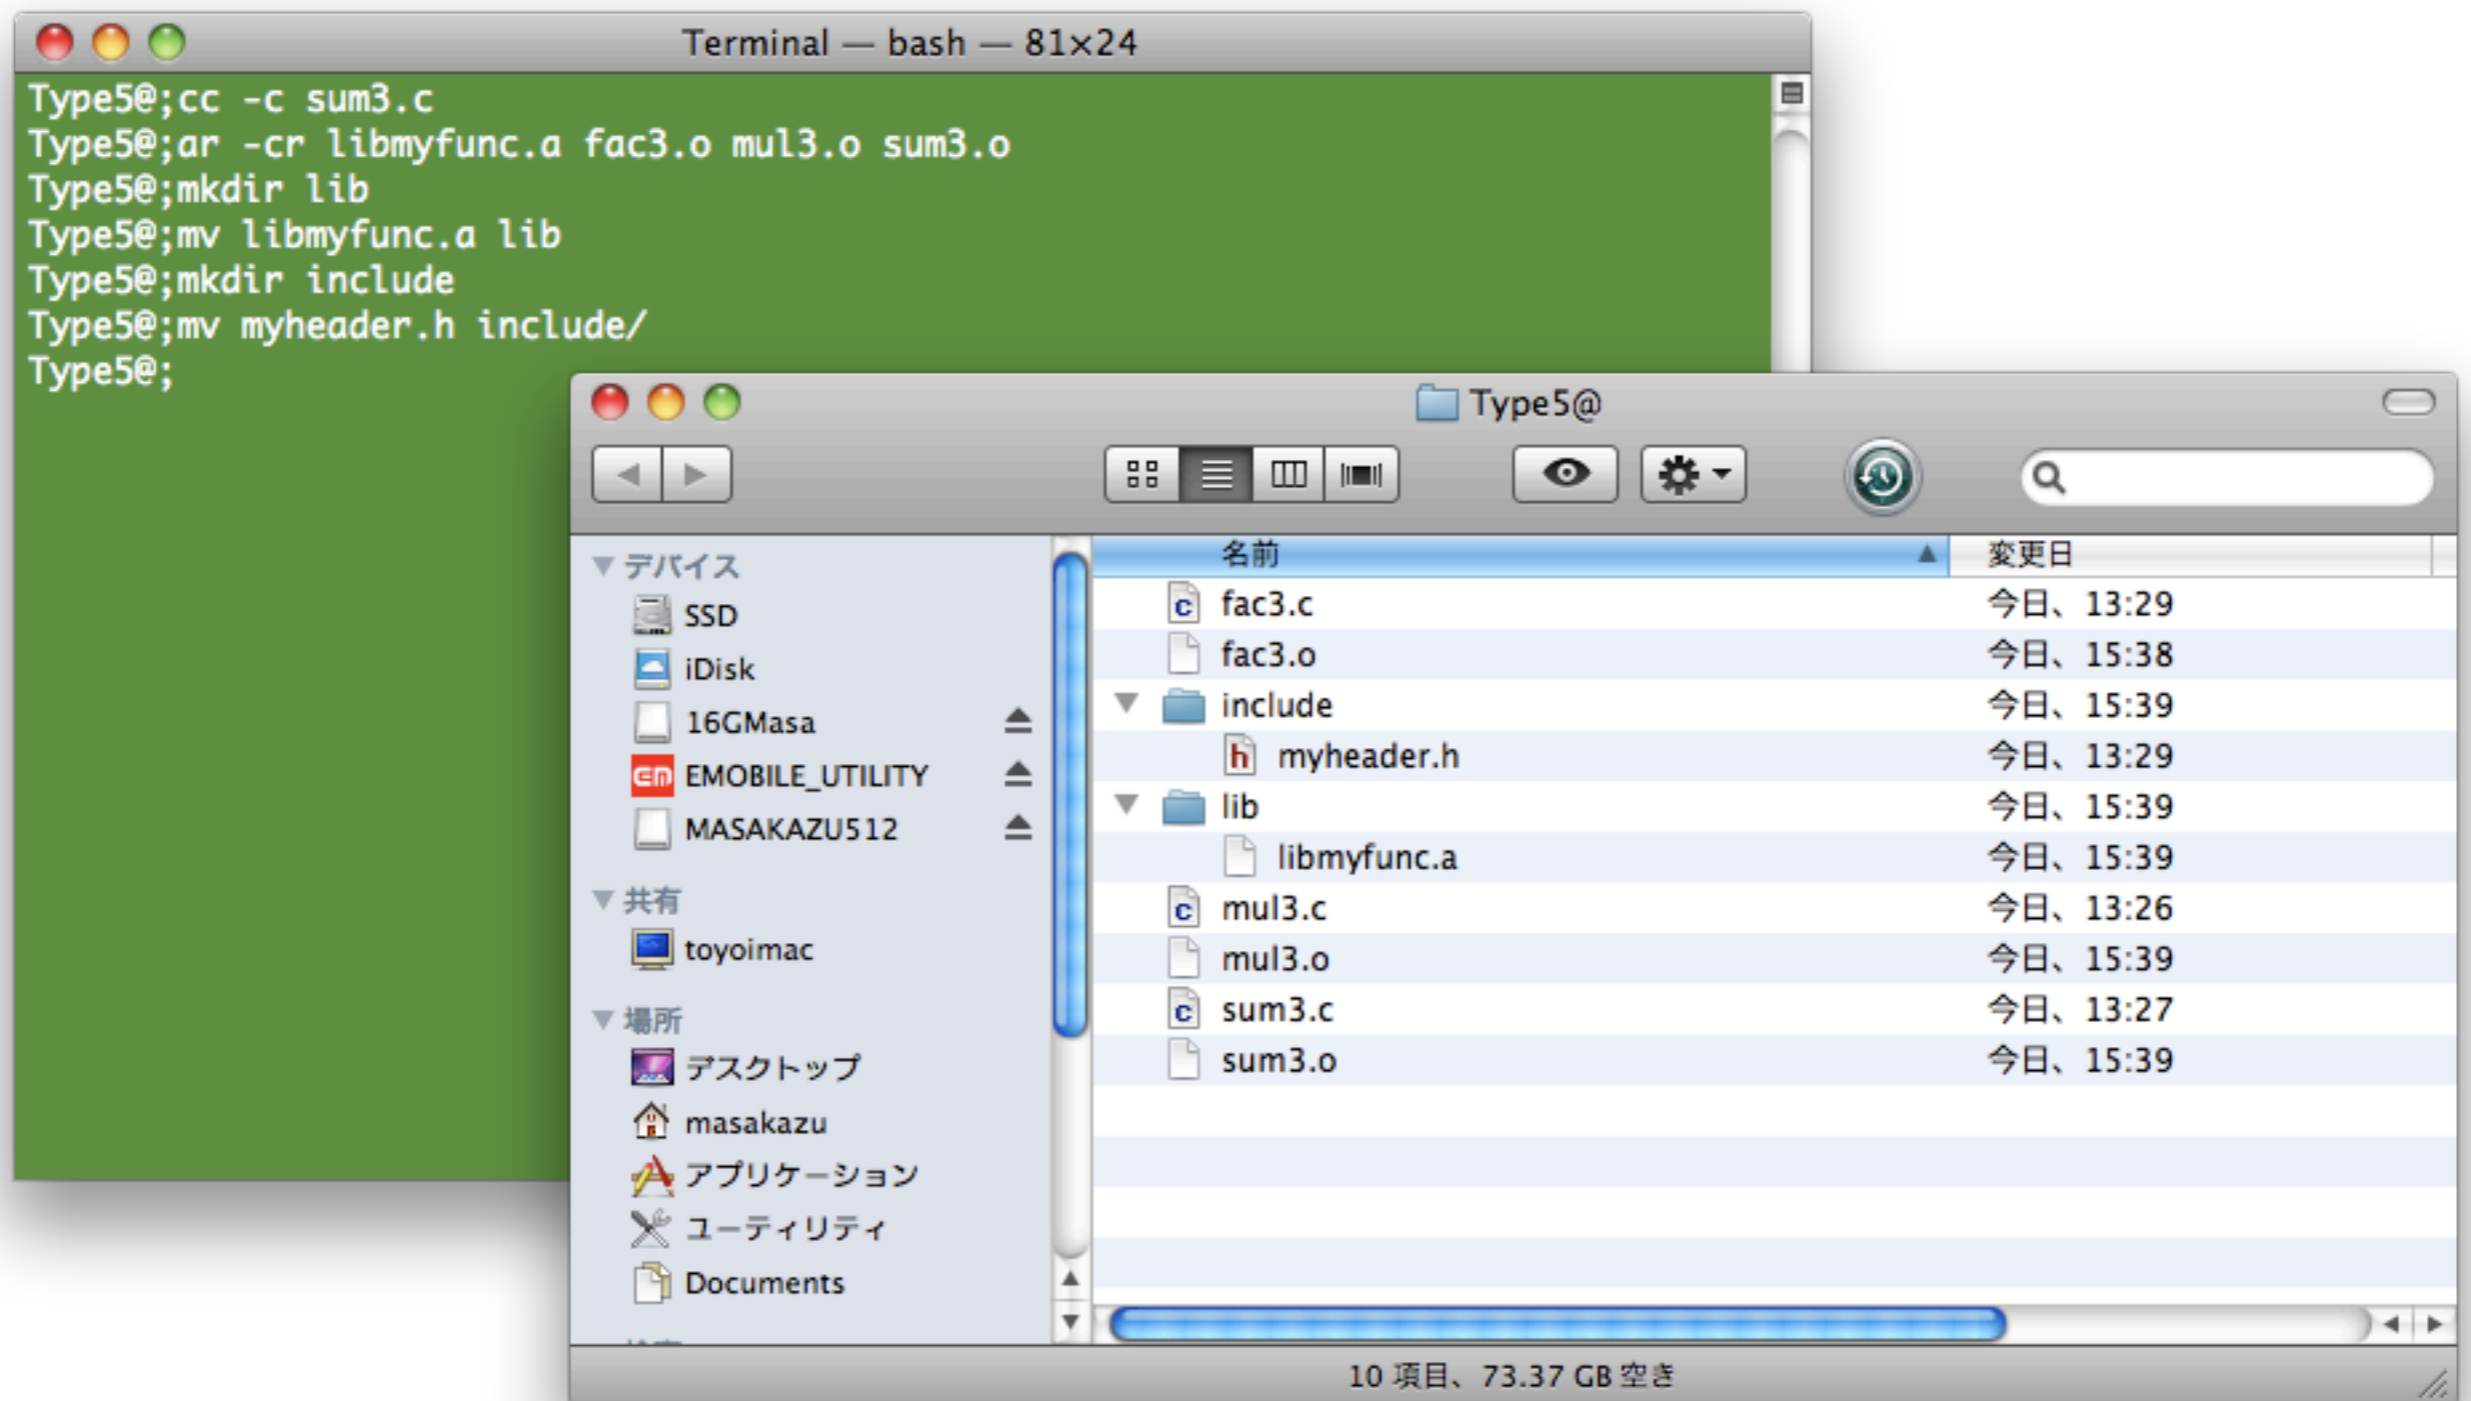 Terminal — bash — 81×24
Type5@;cc -c sum3.c
Type5@;ar -cr libmyfunc.a fac3.o mul3.o sum3.o
Type5@;mkdir lib
Type5@;mv libmyfunc.a lib
Type5@;mkdir include
Type5@;mv myheader.h include/
Type5@;
Type5@
デバイス
SSD
iDisk
16GMasa
EMOBILE_UTILITY
MASAKAZU512
共有
toyoimac
場所
デスクトップ
masakazu
アプリケーション
ユーティリティ
Documents
名前 変更日
fac3.c 今日、13:29
fac3.o 今日、15:38
include 今日、15:39
myheader.h 今日、13:29
lib 今日、15:39
libmyfunc.a 今日、15:39
mul3.c 今日、13:26
mul3.o 今日、15:39
sum3.c 今日、13:27
sum3.o 今日、15:39
10 項目、73.37 GB 空き